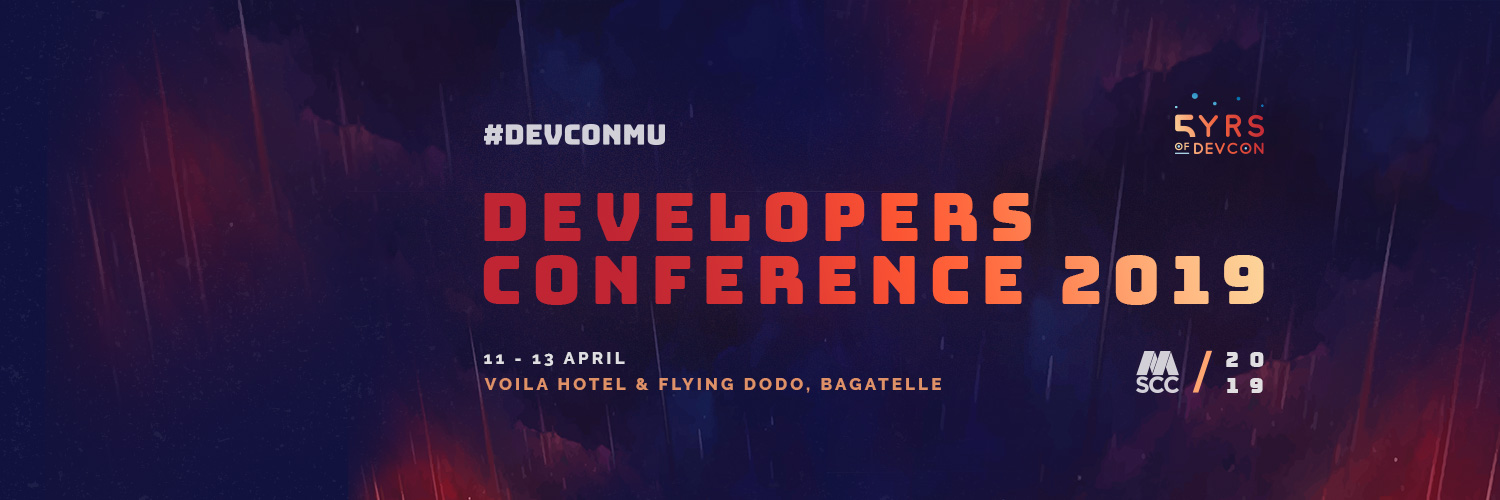 #DEVCONMU
5YRS
OF DEVCON
DEVELOPERS
CONFERENCE 2019
11 - 13 APRIL
VOILA HOTEL & FLYING DODO, BAGATELLE
MSCC / 20
19